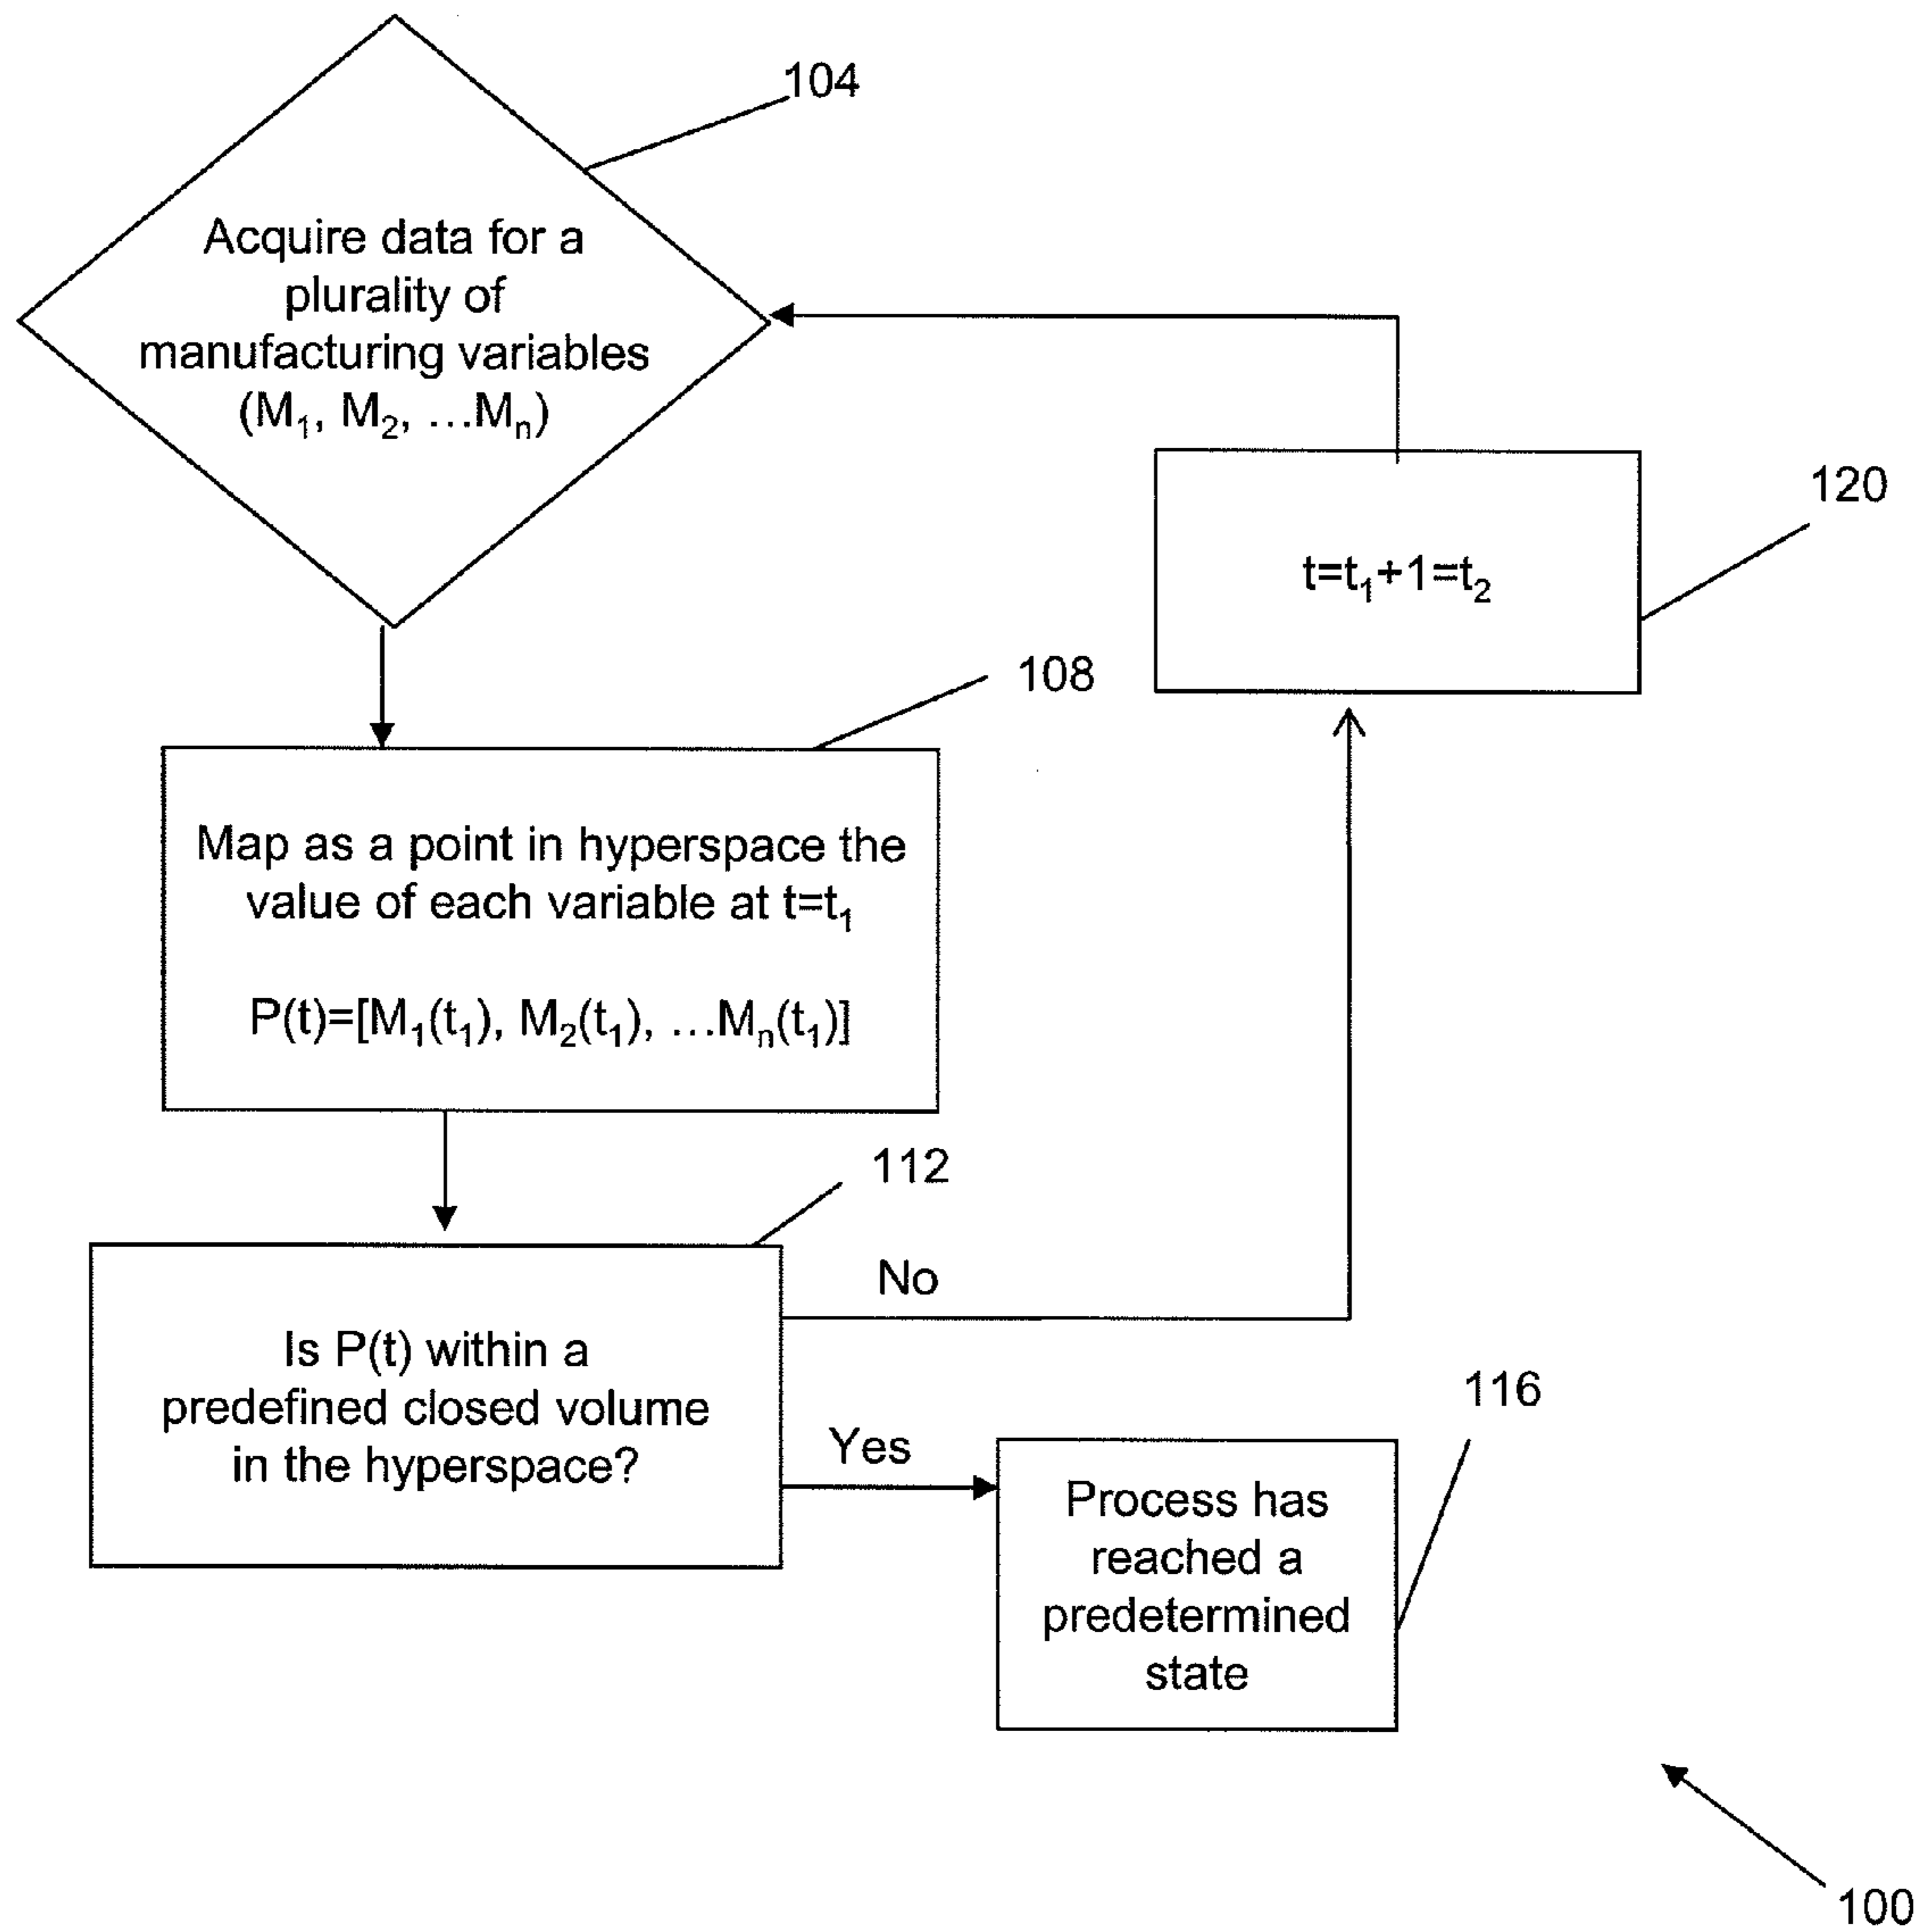 104
Acquire data for a
plurality of
manufacturing variables
(M₁, M₂, …Mₙ)
120
t=t₁+1=t₂
108
Map as a point in hyperspace the
value of each variable at t=t₁
P(t)=[M₁(t₁), M₂(t₁), …Mₙ(t₁)]
112
No
Is P(t) within a
predefined closed volume
in the hyperspace?
Yes
116
Process has
reached a
predetermined
state
100